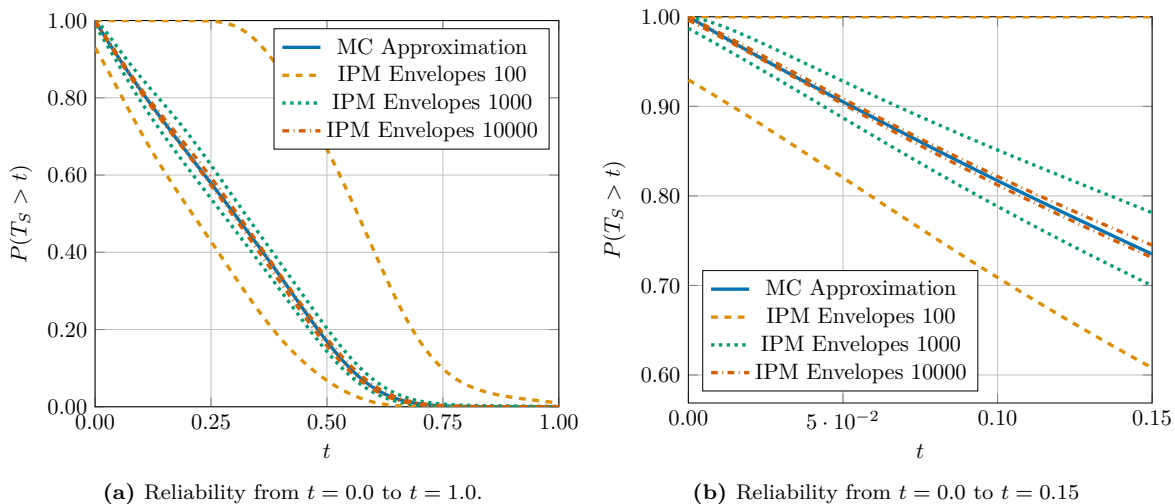 1.00
0.80
0.60
0.40
0.20
0.00
P(T_S > t)
MC Approximation
IPM Envelopes 100
IPM Envelopes 1000
IPM Envelopes 10000
0.00 0.25 0.50 0.75 1.00
t
(a) Reliability from t = 0.0 to t = 1.0.
1.00
0.90
0.80
0.70
0.60
P(T_S > t)
MC Approximation
IPM Envelopes 100
IPM Envelopes 1000
IPM Envelopes 10000
0.00 5 · 10⁻² 0.10 0.15
t
(b) Reliability from t = 0.0 to t = 0.15